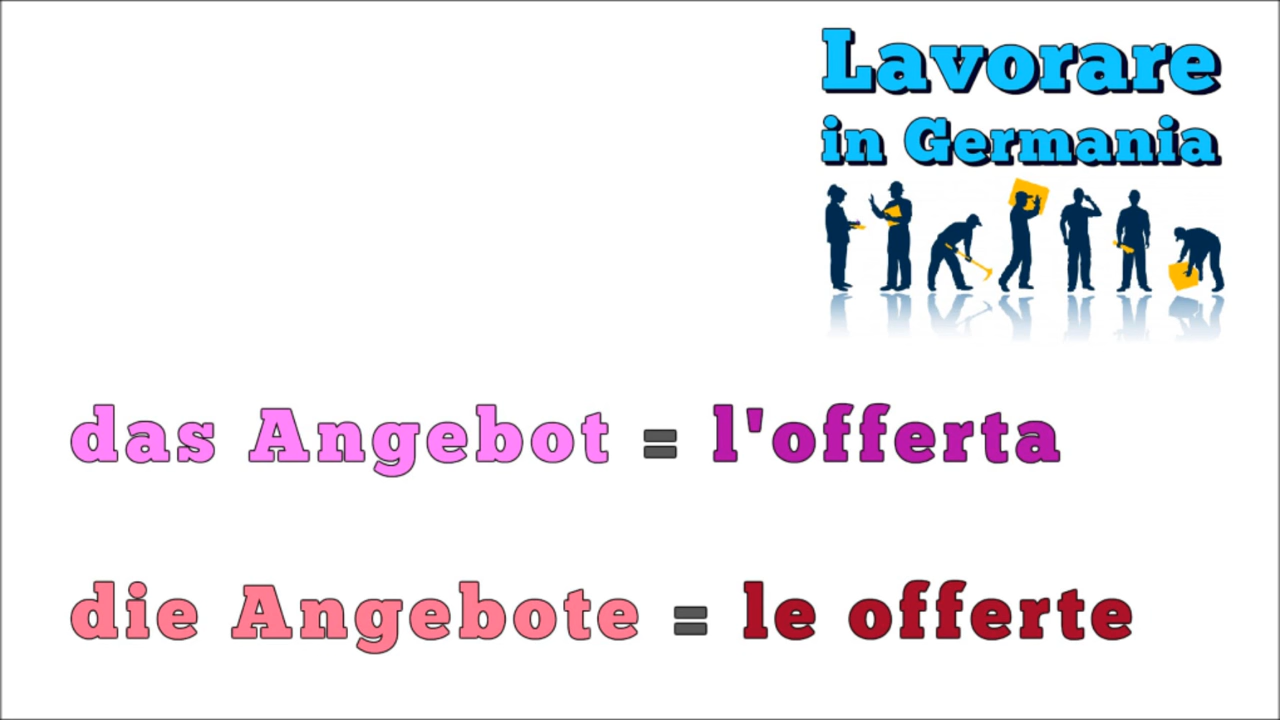 Lavorare
in Germania
das Angebot = l'offerta
die Angebote = le offerte